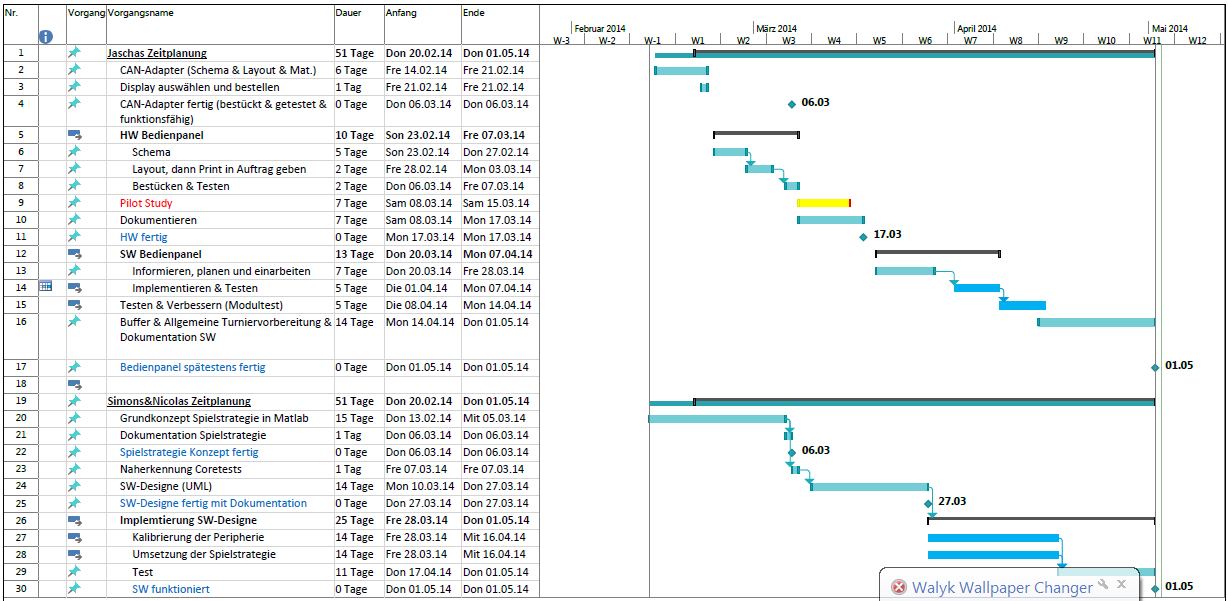 Nr. Vorgang Vorgangsname Dauer Anfang Ende
Februar 2014 März 2014 April 2014 Mai 2014
W-3 W-2 W-1 W1 W2 W3 W4 W5 W6 W7 W8 W9 W10 W11 W12
1 Jaschas Zeitplanung 51 Tage Don 20.02.14 Don 01.05.14
2 CAN-Adapter (Schema & Layout & Mat.) 6 Tage Fre 14.02.14 Fre 21.02.14
3 Display auswählen und bestellen 1 Tag Fre 21.02.14 Fre 21.02.14
4 CAN-Adapter fertig (bestückt & getestet & 0 Tage Don 06.03.14 Don 06.03.14 06.03
funktionsfähig)
5 HW Bedienpanel 10 Tage Son 23.02.14 Fre 07.03.14
6 Schema 5 Tage Son 23.02.14 Don 27.02.14
7 Layout, dann Print in Auftrag geben 2 Tage Fre 28.02.14 Mon 03.03.14
8 Bestücken & Testen 2 Tage Don 06.03.14 Fre 07.03.14
9 Pilot Study 7 Tage Sam 08.03.14 Sam 15.03.14
10 Dokumentieren 7 Tage Sam 08.03.14 Mon 17.03.14
11 HW fertig 0 Tage Mon 17.03.14 Mon 17.03.14 17.03
12 SW Bedienpanel 13 Tage Don 20.03.14 Mon 07.04.14
13 Informieren, planen und einarbeiten 7 Tage Don 20.03.14 Fre 28.03.14
14 Implementieren & Testen 5 Tage Die 01.04.14 Mon 07.04.14
15 Testen & Verbessern (Modultest) 5 Tage Die 08.04.14 Mon 14.04.14
16 Buffer & Allgemeine Turniervorbereitung & 14 Tage Mon 14.04.14 Don 01.05.14
Dokumentation SW
17 Bedienpanel spätestens fertig 0 Tage Don 01.05.14 Don 01.05.14 01.05
18
19 Simons&Nicolas Zeitplanung 51 Tage Don 20.02.14 Don 01.05.14
20 Grundkonzept Spielstrategie in Matlab 15 Tage Don 13.02.14 Mit 05.03.14
21 Dokumentation Spielstrategie 1 Tag Don 06.03.14 Don 06.03.14
22 Spielstrategie Konzept fertig 0 Tage Don 06.03.14 Don 06.03.14 06.03
23 Naherkennung Coretests 1 Tag Fre 07.03.14 Fre 07.03.14
24 SW-Designe (UML) 14 Tage Mon 10.03.14 Don 27.03.14
25 SW-Designe fertig mit Dokumentation 0 Tage Don 27.03.14 Don 27.03.14 27.03
26 Implemtierung SW-Designe 25 Tage Fre 28.03.14 Don 01.05.14
27 Kalibrierung der Peripherie 14 Tage Fre 28.03.14 Mit 16.04.14
28 Umsetzung der Spielstrategie 14 Tage Fre 28.03.14 Mit 16.04.14
29 Test 11 Tage Don 17.04.14 Don 01.05.14
30 SW funktioniert 0 Tage Don 01.05.14 Don 01.05.14 01.05
Walyk Wallpaper Changer